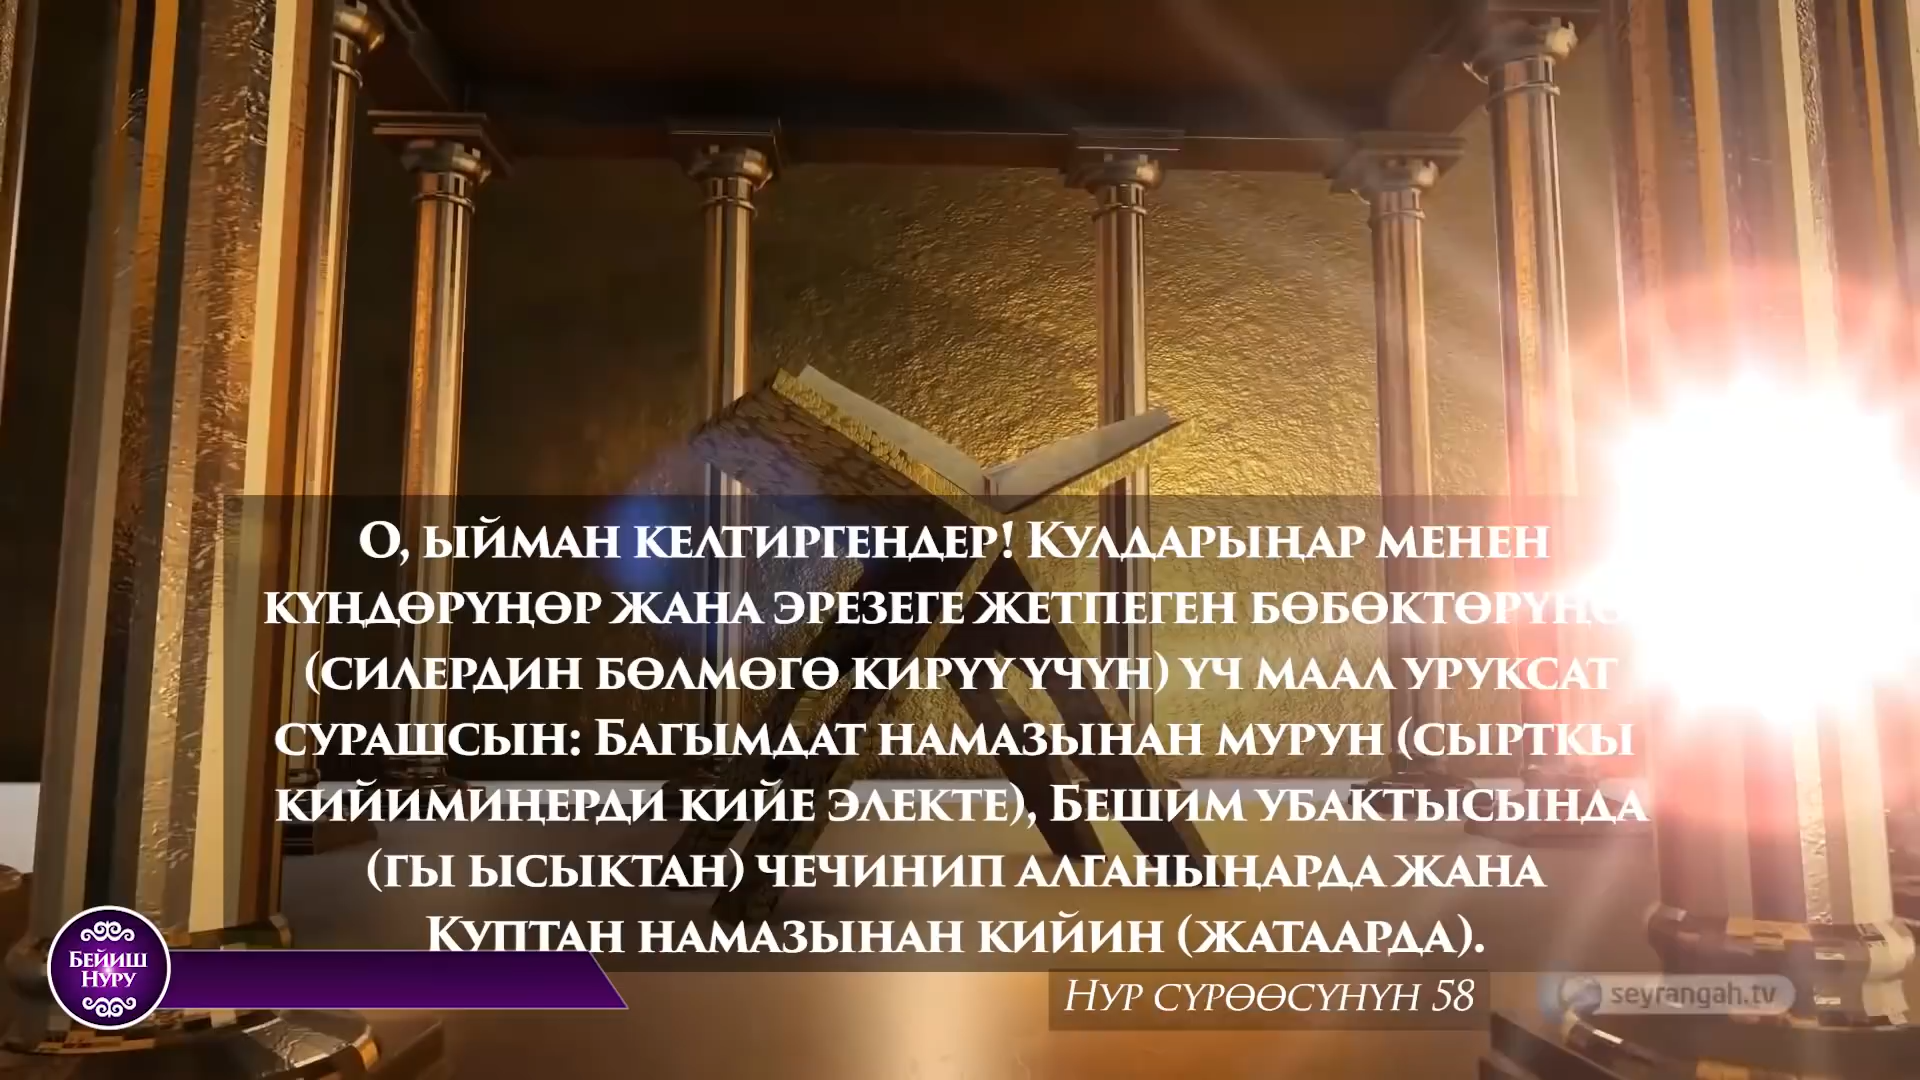 О, ыйман келтиргендер! Кулдарыңар менен
күңдөрүңөр жана эрезеге жетпеген
(силердин бөлмөгө кирүү үчүн) үч маал уруксат
сурашсын: Багымдат намазынан мурун (сырткы
кийимиңерди кийе электе), Бешим убактысында
(гы ысыктан) чечинип алганыңарда жана
Куптан намазынан кийин (жатаарда).
Бейиш
Нуру
Нур сүрөөсүнүн 58
seyrangah.tv